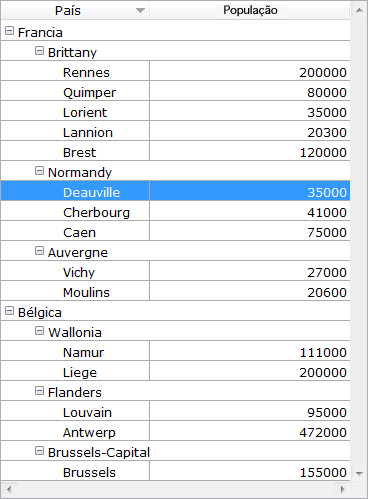 País População
Francia
Brittany
Rennes 200000
Quimper 80000
Lorient 35000
Lannion 20300
Brest 120000
Normandy
Deauville 35000
Cherbourg 41000
Caen 75000
Auvergne
Vichy 27000
Moulins 20600
Bélgica
Wallonia
Namur 111000
Liege 200000
Flanders
Louvain 95000
Antwerp 472000
Brussels-Capital
Brussels 155000